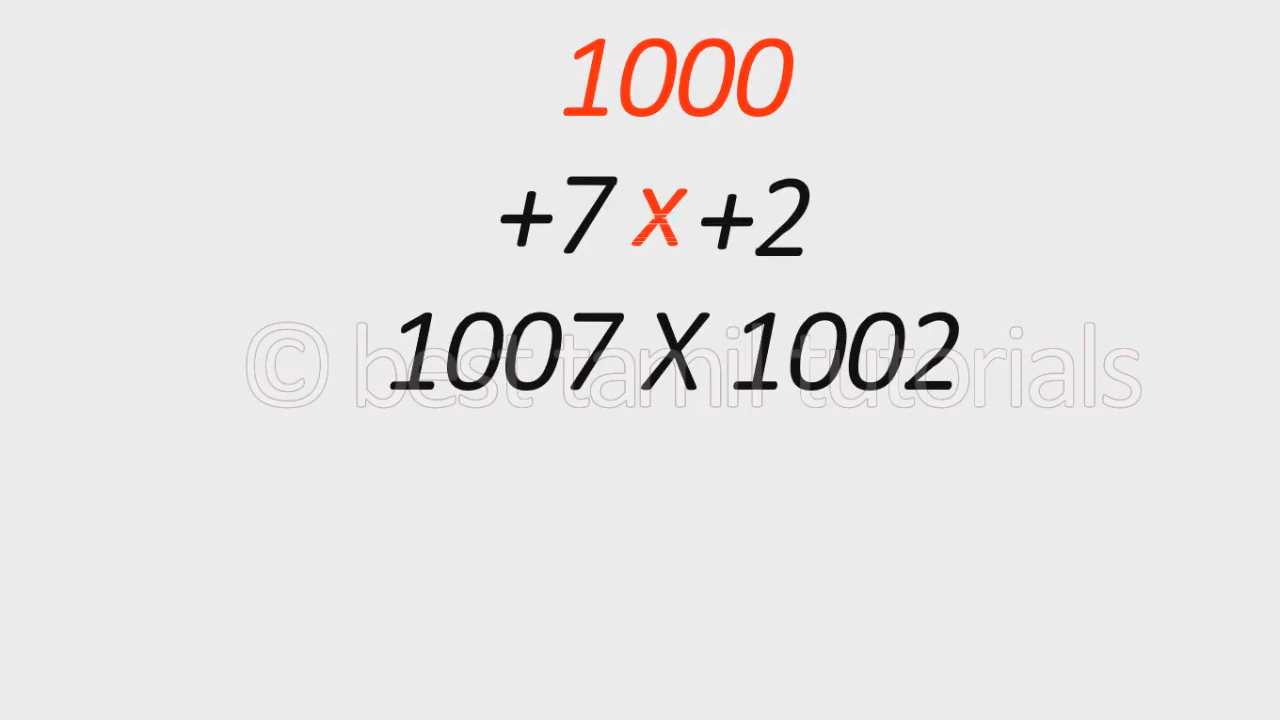 1000
+7 x +2
1007 X 1002
© best tamil tutorials